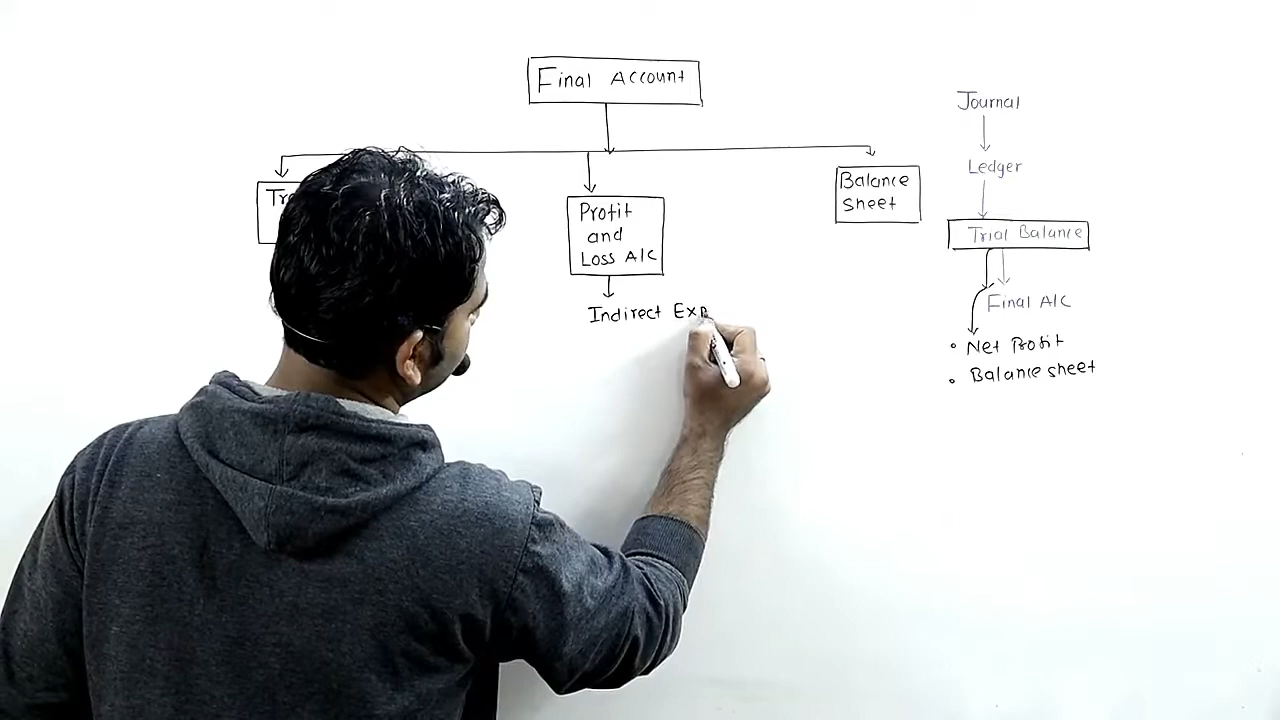 Final Account
Profit
and
Loss A/C
Indirect Exp
Balance
sheet
Journal
Ledger
Trial Balance
Final A/C
• Net Profit
• Balance sheet